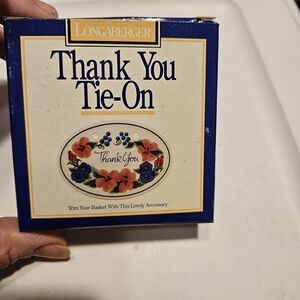 LONGABERGER
Thank You
Tie-On
Thank You
Trim Your Basket With This Lovely Accessory